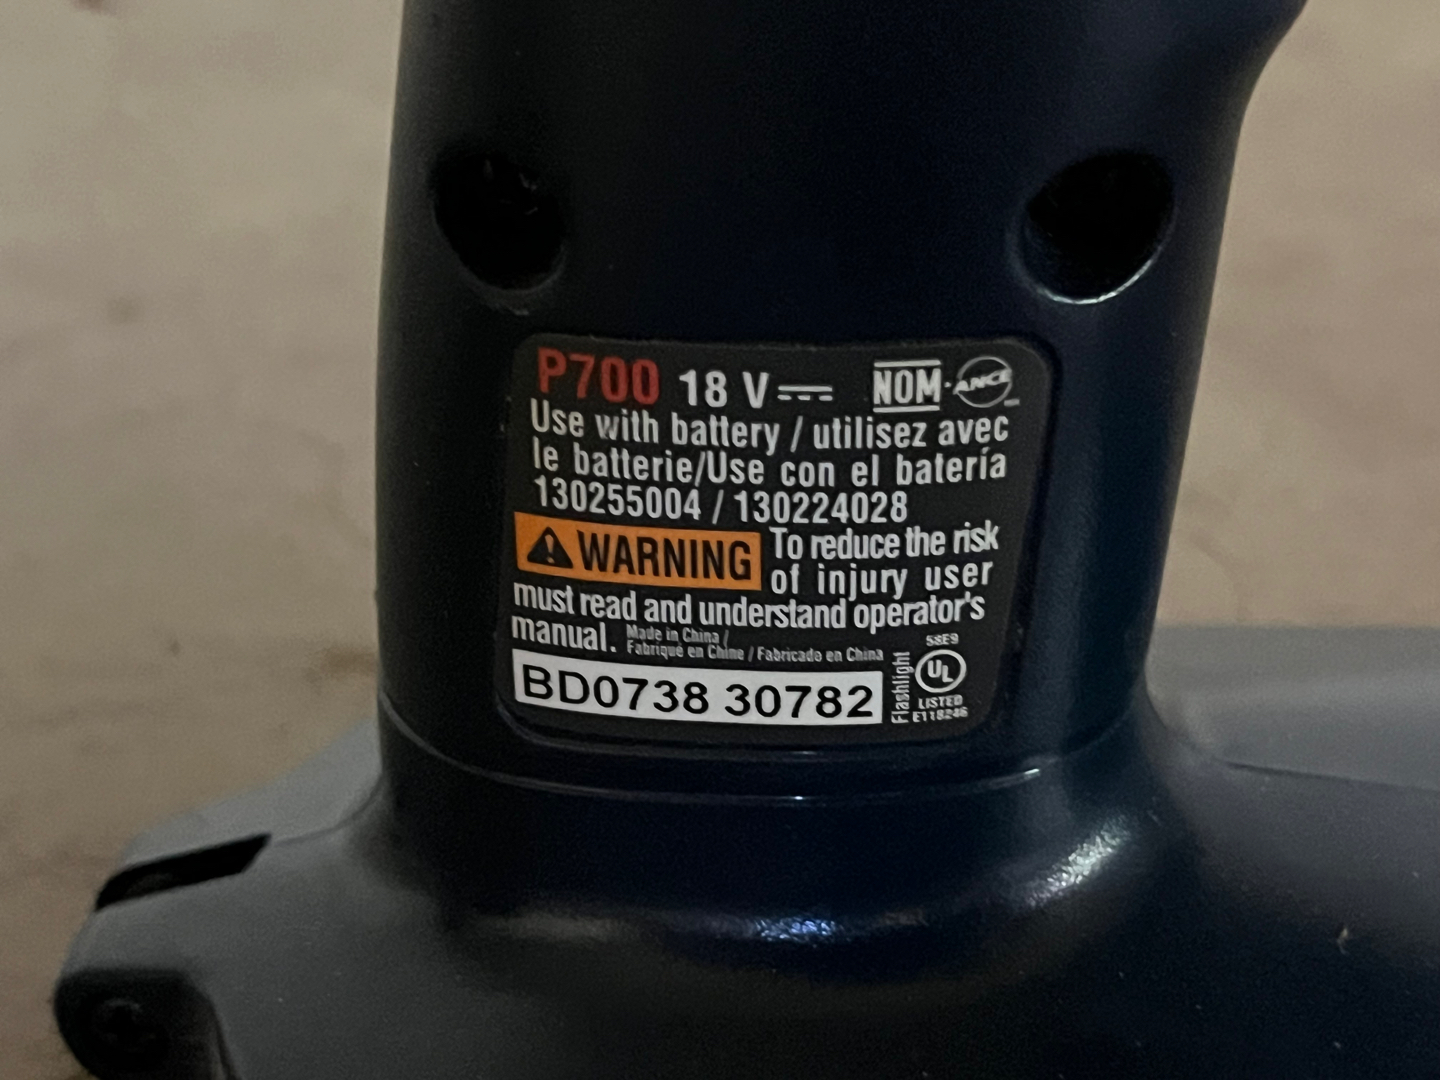 P700 18 V NOM ANCE
Use with battery / utilisez avec
le batterie/Use con el batería
130255004 / 130224028
WARNING To reduce the risk
of injury user
must read and understand operator's
manual. Made in China /
Fabriqué en Chine / Fabricado en China
BD0738 30782
Flashlight
58E9
UL
LISTED
E118246